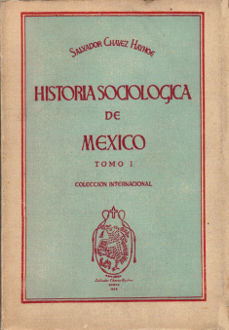 SALVADOR CHAVEZ HAYHOE
HISTORIA SOCIOLOGICA
DE
MEXICO
TOMO I
COLECCION INTERNACIONAL